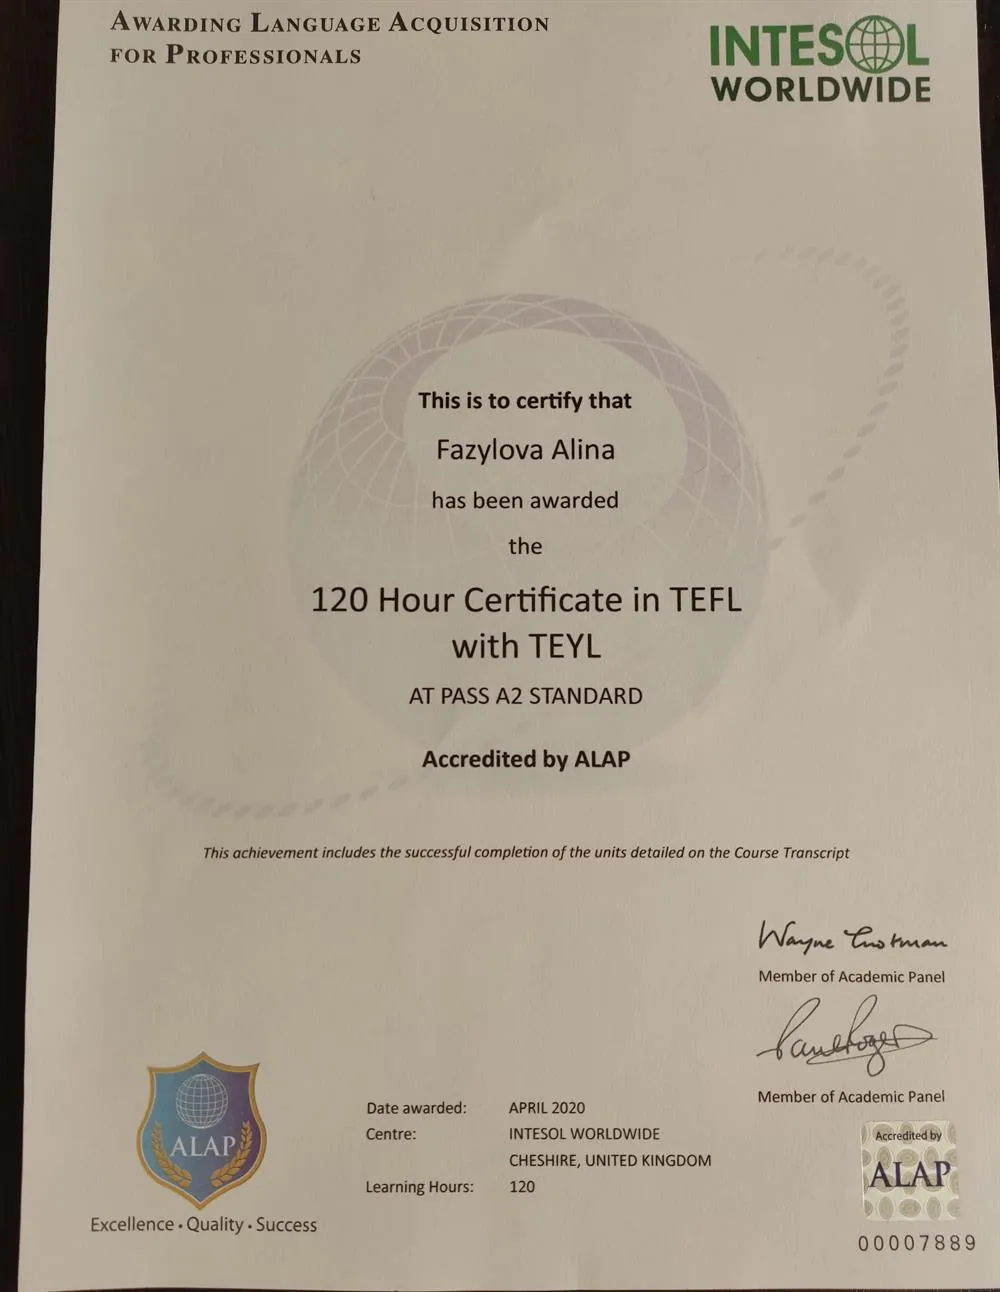 AWARDING LANGUAGE ACQUISITION
FOR PROFESSIONALS
INTESOL
WORLDWIDE
This is to certify that
Fazylova Alina
has been awarded
the
120 Hour Certificate in TEFL
with TEYL
AT PASS A2 STANDARD
Accredited by ALAP
This achievement includes the successful completion of the units detailed on the Course Transcript
Wayne
Member of Academic Panel
Member of Academic Panel
ALAP
Excellence • Quality • Success
Date awarded: APRIL 2020
Centre: INTESOL WORLDWIDE
CHESHIRE, UNITED KINGDOM
Learning Hours: 120
Accredited by
ALAP
00007889